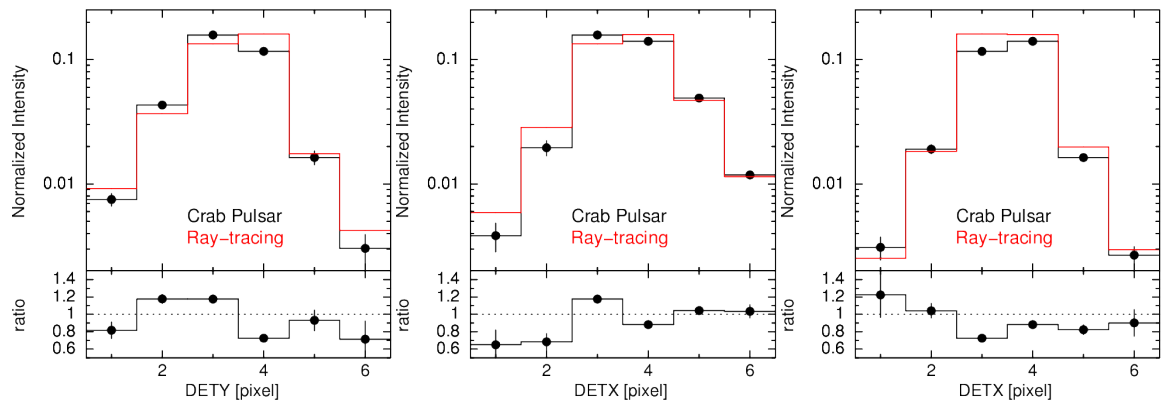 Normalized Intensity
0.1
0.01
Crab Pulsar
Ray-tracing
ratio
1.4
1.2
1
0.8
0.6
2 4 6
DETY [pixel]
Normalized Intensity
0.1
0.01
Crab Pulsar
Ray-tracing
ratio
1.4
1.2
1
0.8
0.6
2 4 6
DETX [pixel]
Normalized Intensity
0.1
0.01
Crab Pulsar
Ray-tracing
ratio
1.4
1.2
1
0.8
0.6
2 4 6
DETX [pixel]